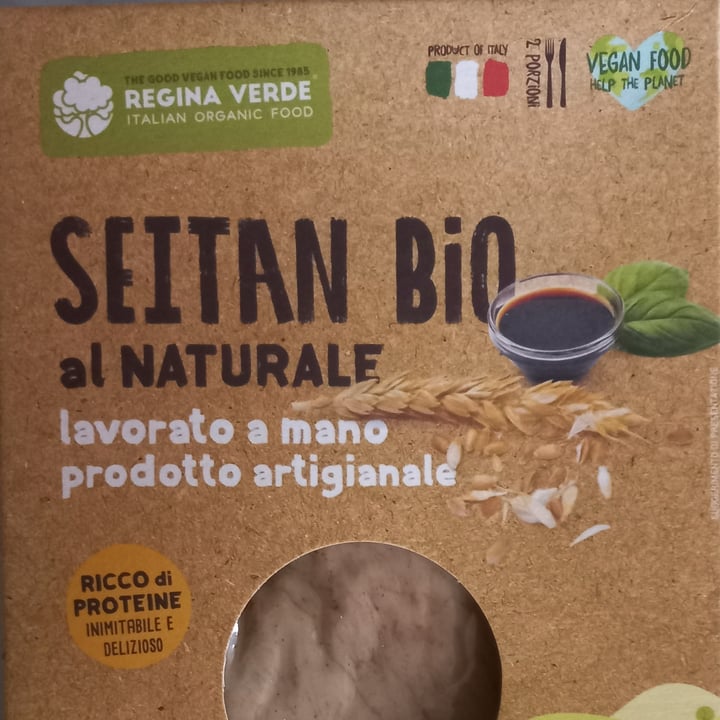 THE GOOD VEGAN FOOD SINCE 1985
REGINA VERDE
ITALIAN ORGANIC FOOD
PRODUCT OF ITALY
2 PORZIONI
VEGAN FOOD
HELP THE PLANET
SEITAN BiO
al NATURALE
lavorato a mano
prodotto artigianale
RICCO di
PROTEINE
INIMITABILE E
DELIZIOSO